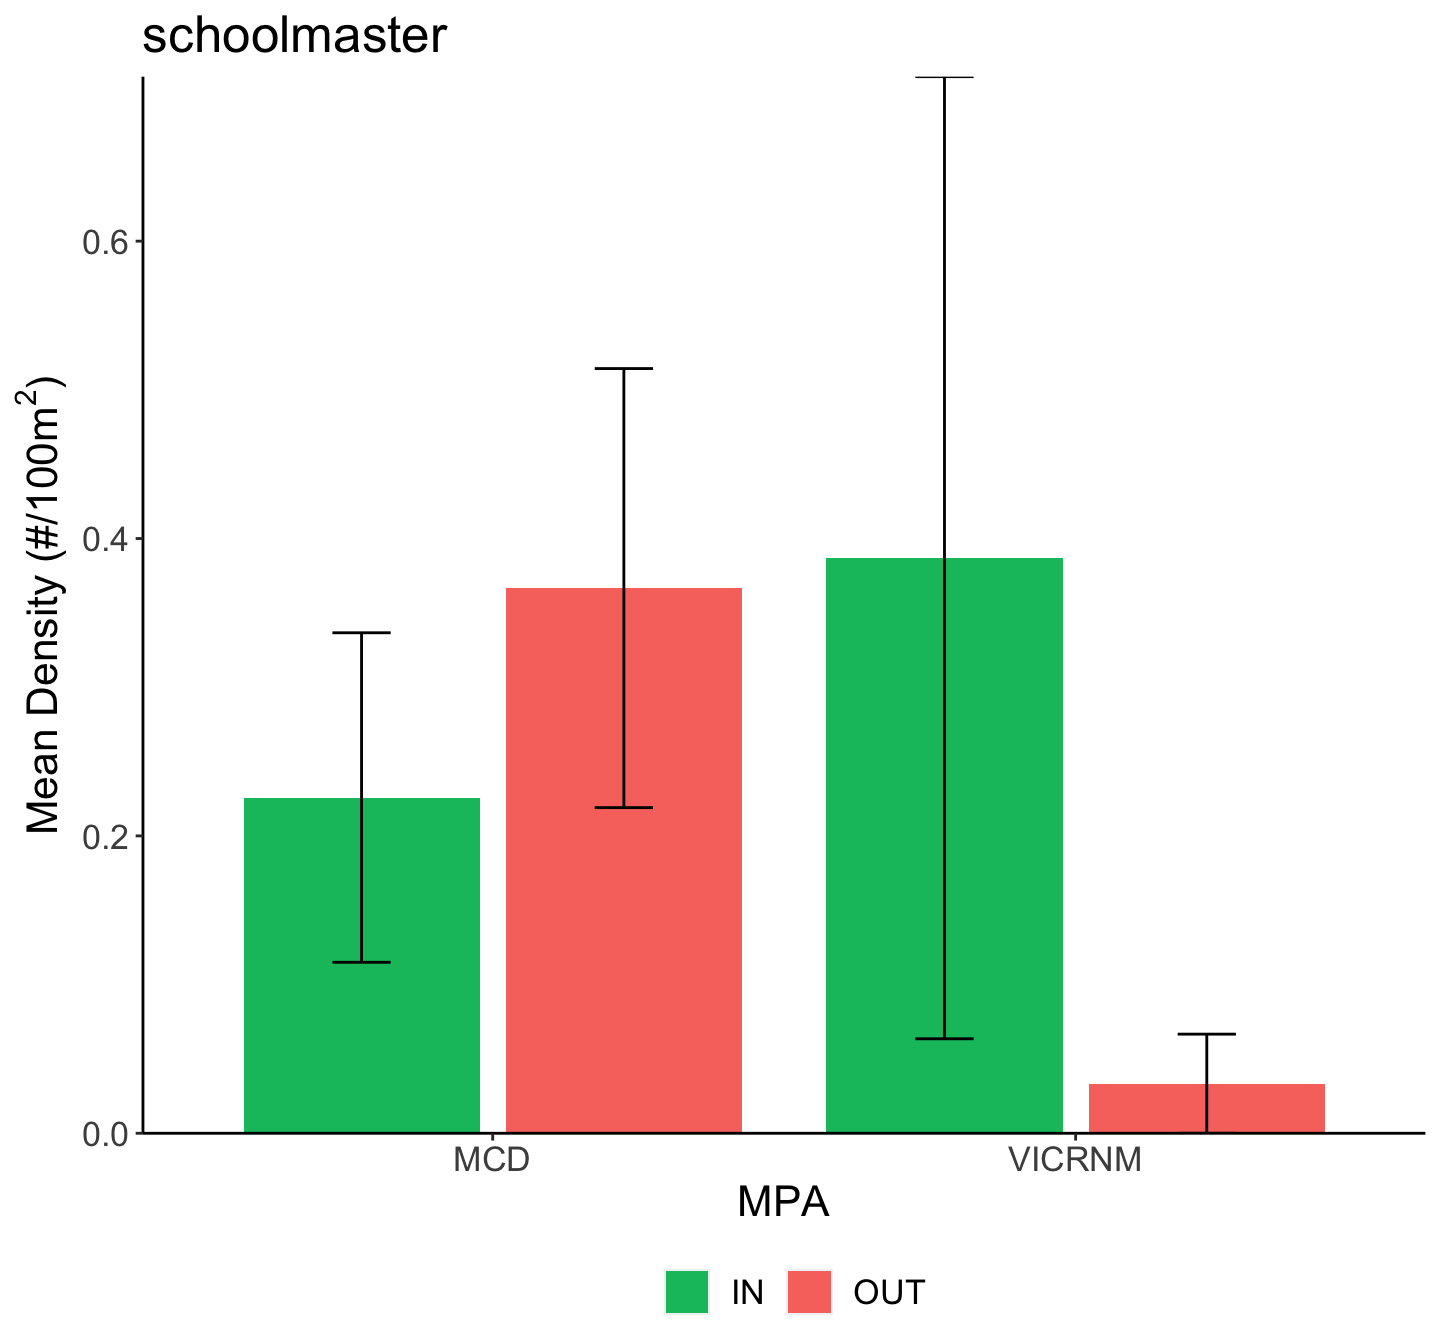 schoolmaster
Mean Density (#/100m²)
0.6
0.4
0.2
0.0
MCD VICRNM
MPA
IN OUT